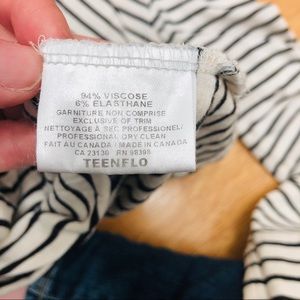 94% VISCOSE
6% ELASTHANE
GARNITURE NON COMPRISE
EXCLUSIVE OF TRIM
NETTOYAGE À SEC PROFESSIONEL/
PROFESSIONAL DRY CLEAN
FAIT AU CANADA / MADE IN CANADA
CA 23136 RN 98398
TEENFLO